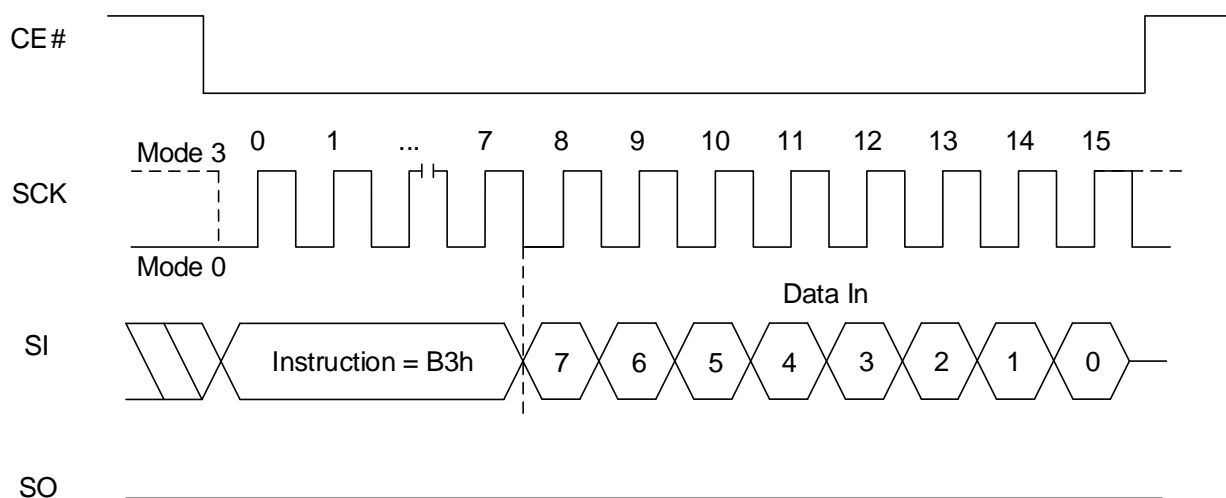 CE#
Mode 3
0 1 ... 7 8 9 10 11 12 13 14 15
SCK
Mode 0
Data In
SI
Instruction = B3h
7 6 5 4 3 2 1 0
SO